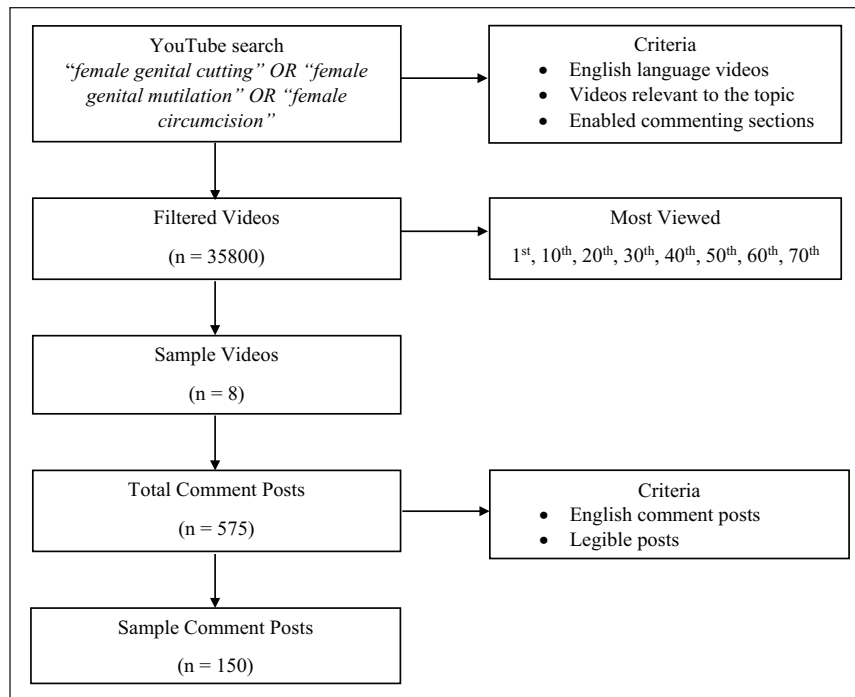 YouTube search
“female genital cutting” OR “female
genital mutilation” OR “female
circumcision”
Criteria
• English language videos
• Videos relevant to the topic
• Enabled commenting sections
Filtered Videos
(n = 35800)
Most Viewed
1st, 10th, 20th, 30th, 40th, 50th, 60th, 70th
Sample Videos
(n = 8)
Total Comment Posts
(n = 575)
Criteria
• English comment posts
• Legible posts
Sample Comment Posts
(n = 150)